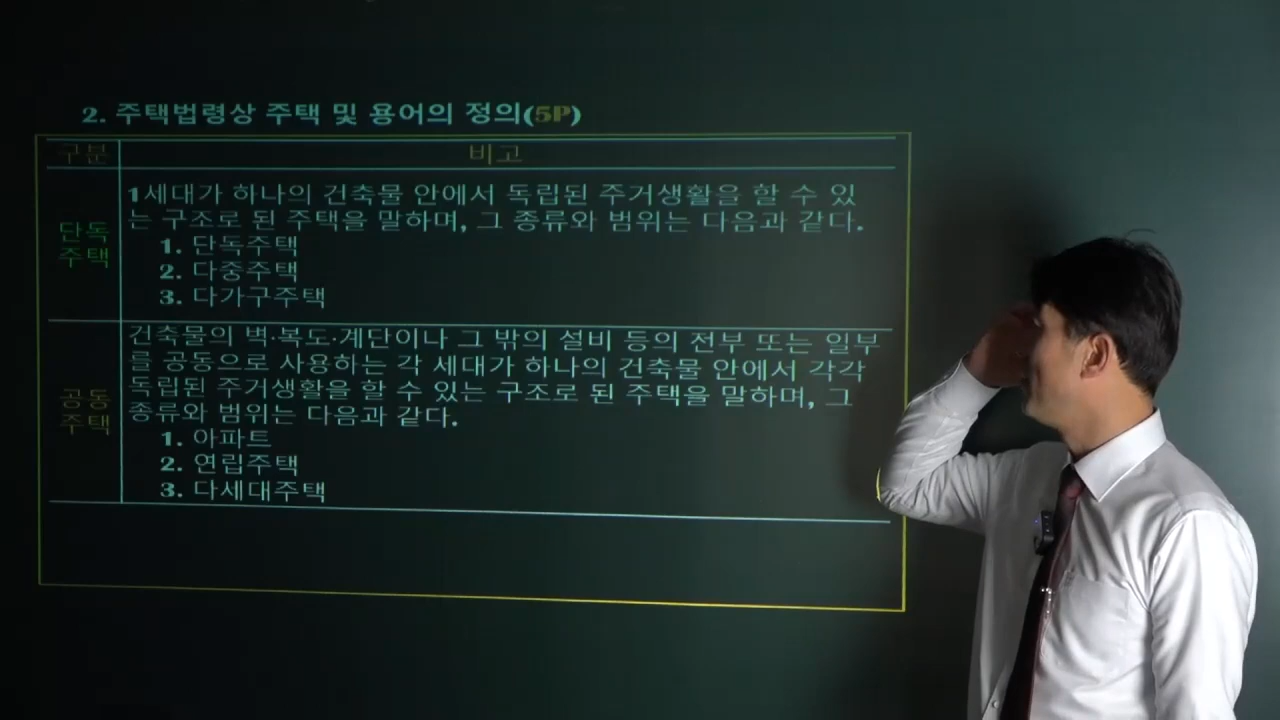 2. 주택법령상 주택 및 용어의 정의(5P)
구분
비고
단독
주택
1세대가 하나의 건축물 안에서 독립된 주거생활을 할 수 있
는 구조로 된 주택을 말하며, 그 종류와 범위는 다음과 같다.
1. 단독주택
2. 다중주택
3. 다가구주택
공동
주택
건축물의 벽·복도·계단이나 그 밖의 설비 등의 전부 또는 일부
를 공동으로 사용하는 각 세대가 하나의 건축물 안에서 각각
독립된 주거생활을 할 수 있는 구조로 된 주택을 말하며, 그
종류와 범위는 다음과 같다.
1. 아파트
2. 연립주택
3. 다세대주택